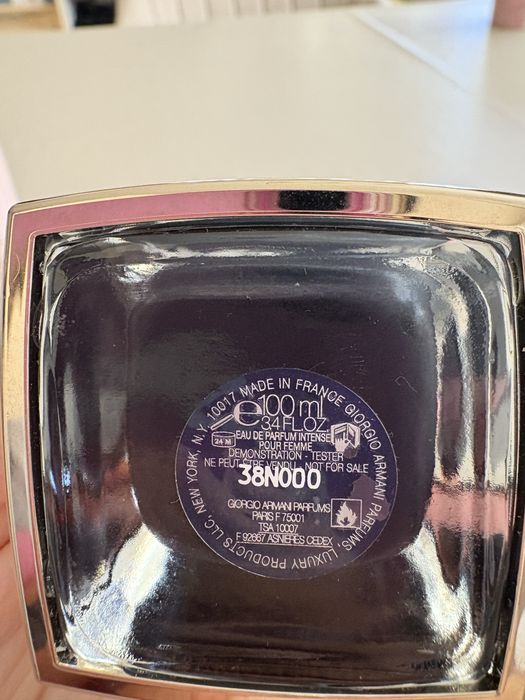 MADE IN FRANCE GIORGIO ARMANI PARFUMS, LUXURY PRODUCTS LLC, NEW YORK, N.Y. 10017
e100 ml
3.4 FL.OZ
24 M
EAU DE PARFUM INTENSE
POUR FEMME
DEMONSTRATION - TESTER
NE PEUT ÊTRE VENDU - NOT FOR SALE
38N000
GIORGIO ARMANI PARFUMS
PARIS F 75001
TSA 10007
F 92667 ASNIERES CEDEX